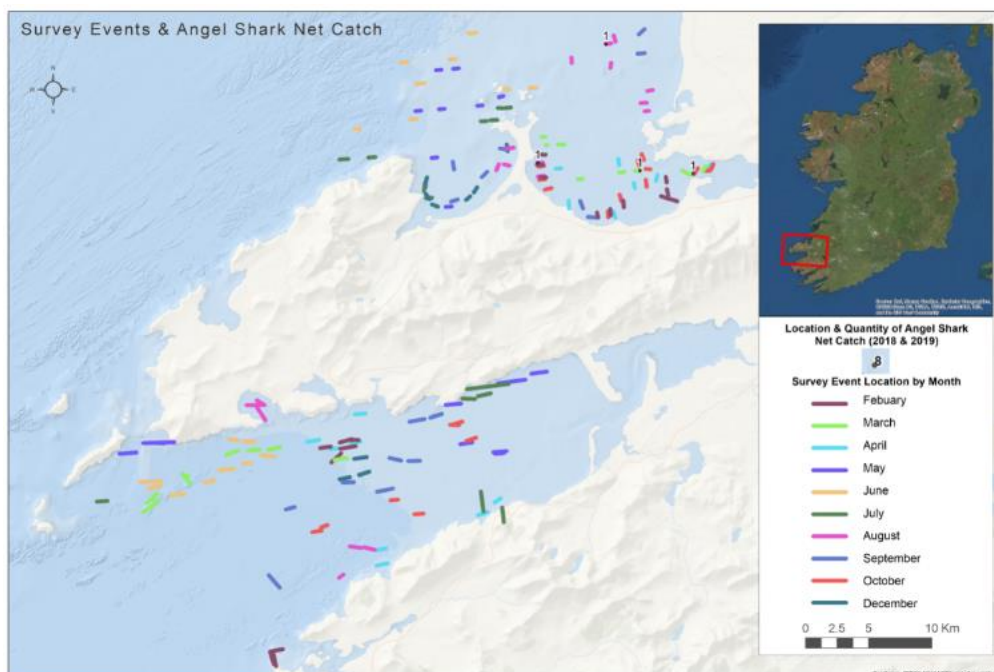 Survey Events & Angel Shark Net Catch
N
W
E
S
1
1
1
1
Location & Quantity of Angel Shark
Net Catch (2018 & 2019)
8
Survey Event Location by Month
Febuary
March
April
May
June
July
August
September
October
December
0 2.5 5 10 Km